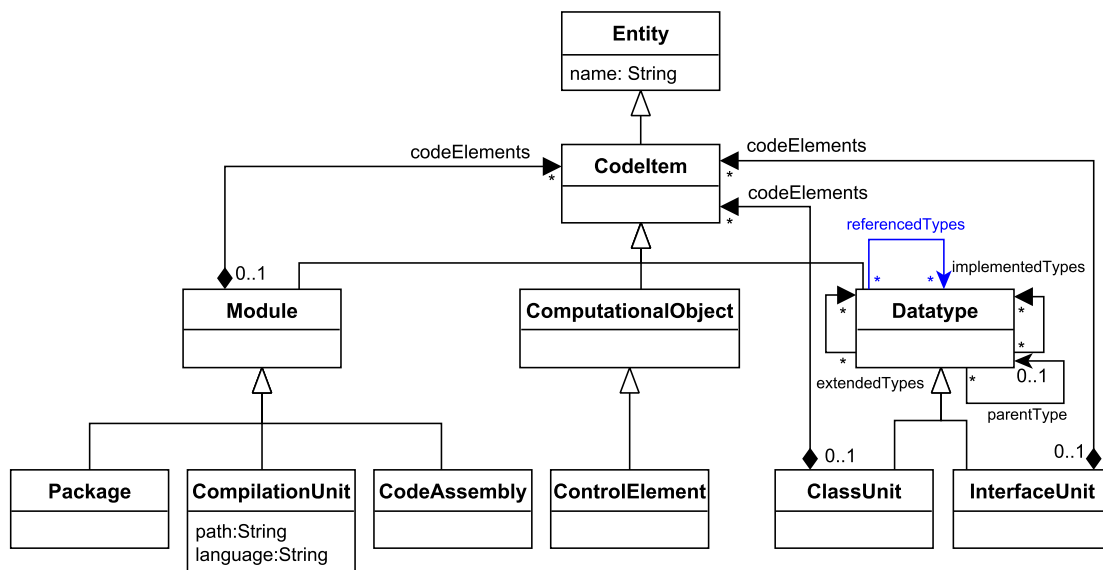 Entity
name: String
codeElements
*
CodeItem
codeElements
*
codeElements
*
referencedTypes
*
*
implementedTypes
0..1
Module
ComputationalObject
Datatype
*
*
*
*
extendedTypes
*
0..1
parentType
Package
CompilationUnit
path:String
language:String
CodeAssembly
ControlElement
0..1
ClassUnit
0..1
InterfaceUnit